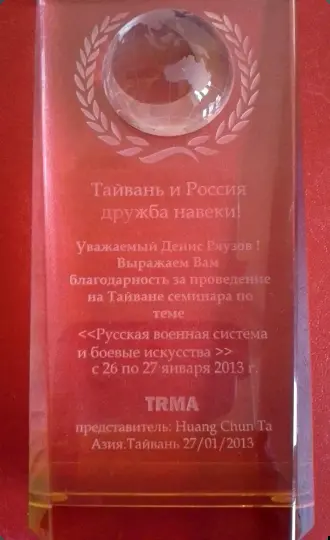 Тайвань и Россия
дружба навеки!
Уважаемый Денис Ряузов !
Выражаем Вам
благодарность за проведение
на Тайване семинара по
теме
<<Русская военная система
и боевые искусства >>
с 26 по 27 января 2013 г.
TRMA
представитель: Huang Chun Ta
Азия.Тайвань 27/01/2013